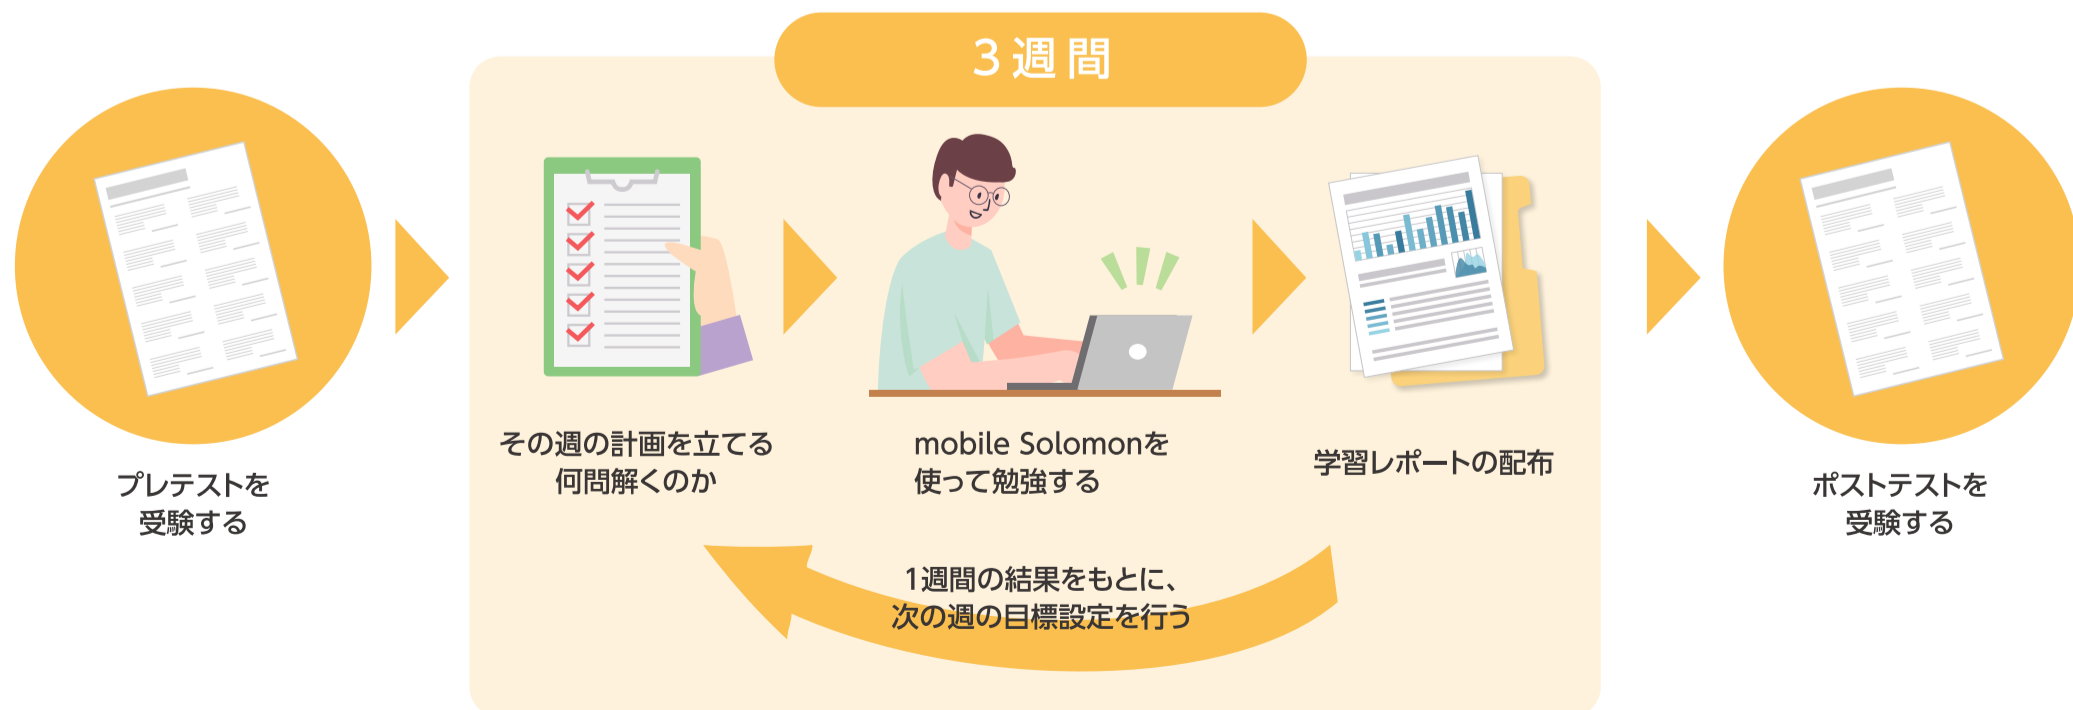 3週間
プレテストを
受験する
その週の計画を立てる
何問解くのか
mobile Solomonを
使って勉強する
学習レポートの配布
1週間の結果をもとに、
次の週の目標設定を行う
ポストテストを
受験する